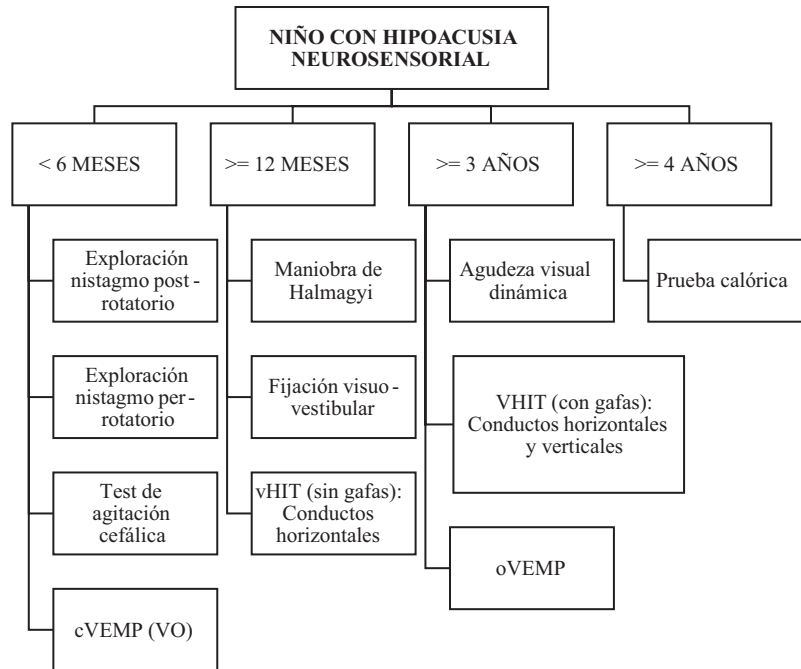 NIÑO CON HIPOACUSIA
NEUROSENSORIAL
< 6 MESES
>= 12 MESES
>= 3 AÑOS
>= 4 AÑOS
Exploración
nistagmo post-
rotatorio
Maniobra de
Halmagyi
Agudeza visual
dinámica
Prueba calórica
Exploración
nistagmo per-
rotatorio
Fijación visuo-
vestibular
VHIT (con gafas):
Conductos horizontales
y verticales
Test de
agitación
cefálica
vHIT (sin gafas):
Conductos
horizontales
oVEMP
cVEMP (VO)